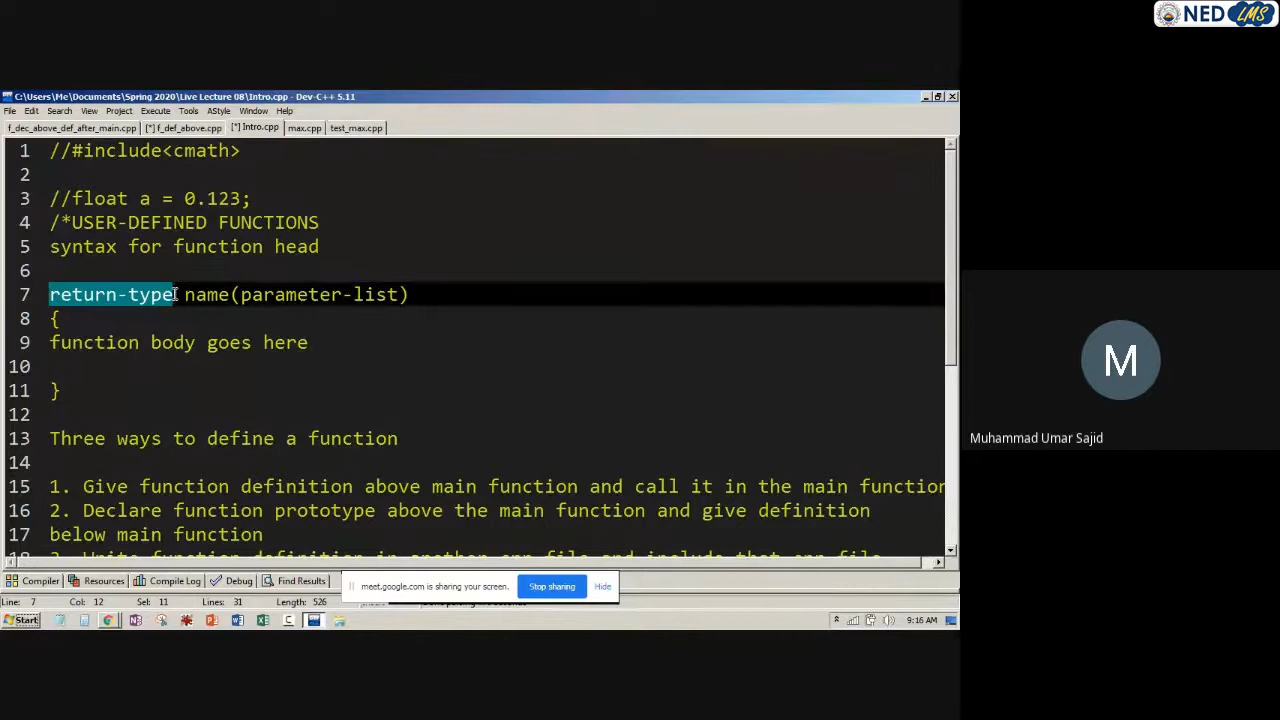 NED LMS
C:\Users\Me\Documents\Spring 2020\Live Lecture 08\Intro.cpp - Dev-C++ 5.11
File Edit Search View Project Execute Tools AStyle Window Help
f_dec_above_def_after_main.cpp [*] f_def_above.cpp [*] Intro.cpp max.cpp test_max.cpp
1 //#include<cmath>
2
3 //float a = 0.123;
4 /*USER-DEFINED FUNCTIONS
5 syntax for function head
6
7 return-type name(parameter-list)
8 {
9 function body goes here
10
11 }
12
13 Three ways to define a function
14
15 1. Give function definition above main function and call it in the main function
16 2. Declare function prototype above the main function and give definition
17 below main function
Compiler Resources Compile Log Debug Find Results
meet.google.com is sharing your screen. Stop sharing Hide
Line: 7 Col: 12 Sel: 11 Lines: 31 Length: 526
Start 9:16 AM
M
Muhammad Umar Sajid